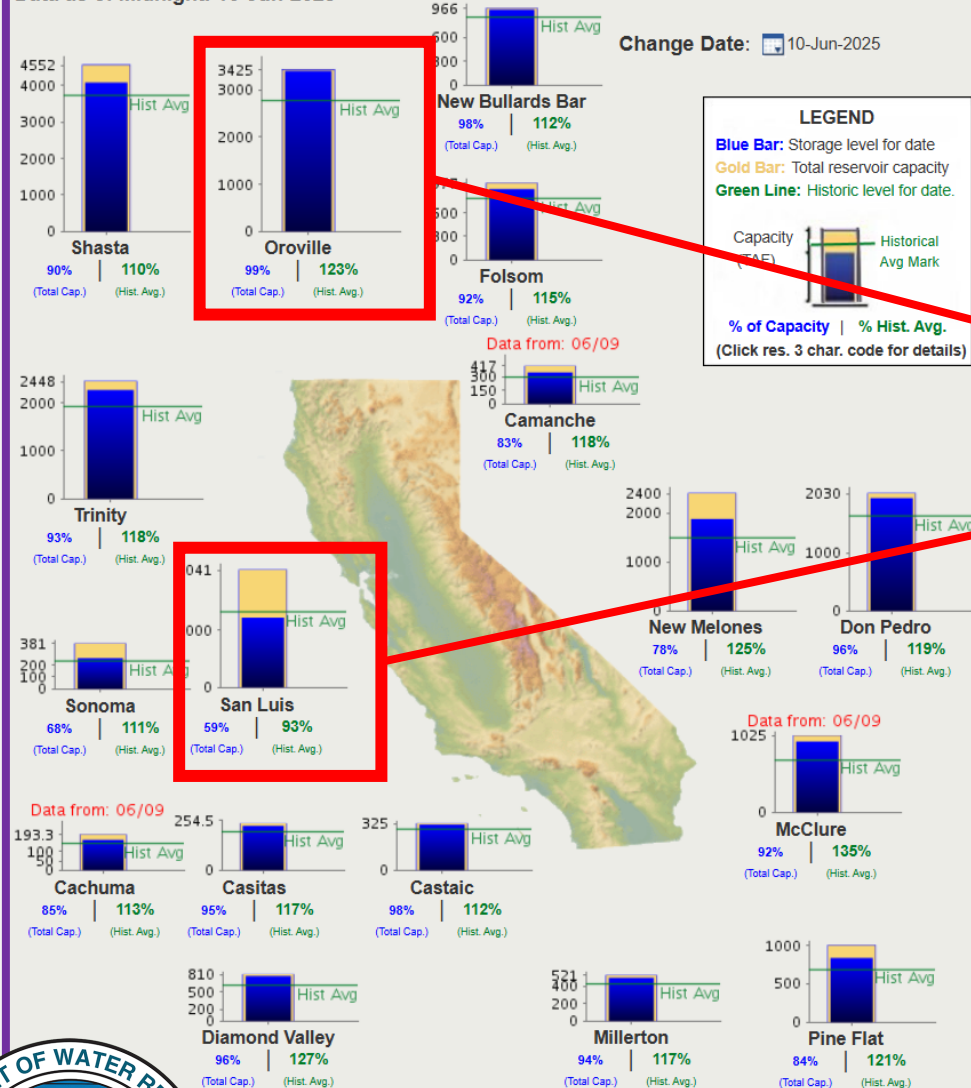 966
600
300
0
Hist Avg
New Bullards Bar
98% | 112%
(Total Cap.) (Hist. Avg.)
Change Date: 10-Jun-2025
4552
4000
3000
2000
1000
0
Hist Avg
Shasta
90% | 110%
(Total Cap.) (Hist. Avg.)
3425
3000
2000
1000
0
Hist Avg
Oroville
99% | 123%
(Total Cap.) (Hist. Avg.)
600
300
0
Hist Avg
Folsom
92% | 115%
(Total Cap.) (Hist. Avg.)
LEGEND
Blue Bar: Storage level for date
Gold Bar: Total reservoir capacity
Green Line: Historic level for date.
Capacity
(TAF)
Historical
Avg Mark
% of Capacity | % Hist. Avg.
(Click res. 3 char. code for details)
Data from: 06/09
417
300
150
0
Hist Avg
Camanche
83% | 118%
(Total Cap.) (Hist. Avg.)
2448
2000
1000
0
Hist Avg
Trinity
93% | 118%
(Total Cap.) (Hist. Avg.)
2400
2000
1000
0
Hist Avg
New Melones
78% | 125%
(Total Cap.) (Hist. Avg.)
2030
1000
0
Hist Avg
Don Pedro
96% | 119%
(Total Cap.) (Hist. Avg.)
381
200
100
0
Hist A
Sonoma
68% | 111%
(Total Cap.) (Hist. Avg.)
041
000
0
Hist Avg
San Luis
59% | 93%
(Total Cap.) (Hist. Avg.)
Data from: 06/09
1025
0
Hist Avg
McClure
92% | 135%
(Total Cap.) (Hist. Avg.)
Data from: 06/09
193.3
100
50
0
Hist Avg
Cachuma
85% | 113%
(Total Cap.) (Hist. Avg.)
254.5
0
Hist Avg
Casitas
95% | 117%
(Total Cap.) (Hist. Avg.)
325
0
Hist Avg
Castaic
98% | 112%
(Total Cap.) (Hist. Avg.)
810
500
200
0
Hist Avg
Diamond Valley
96% | 127%
(Total Cap.) (Hist. Avg.)
521
400
200
0
Hist Avg
Millerton
94% | 117%
(Total Cap.) (Hist. Avg.)
1000
500
0
Hist Avg
Pine Flat
84% | 121%
(Total Cap.) (Hist. Avg.)
OF WATER RE